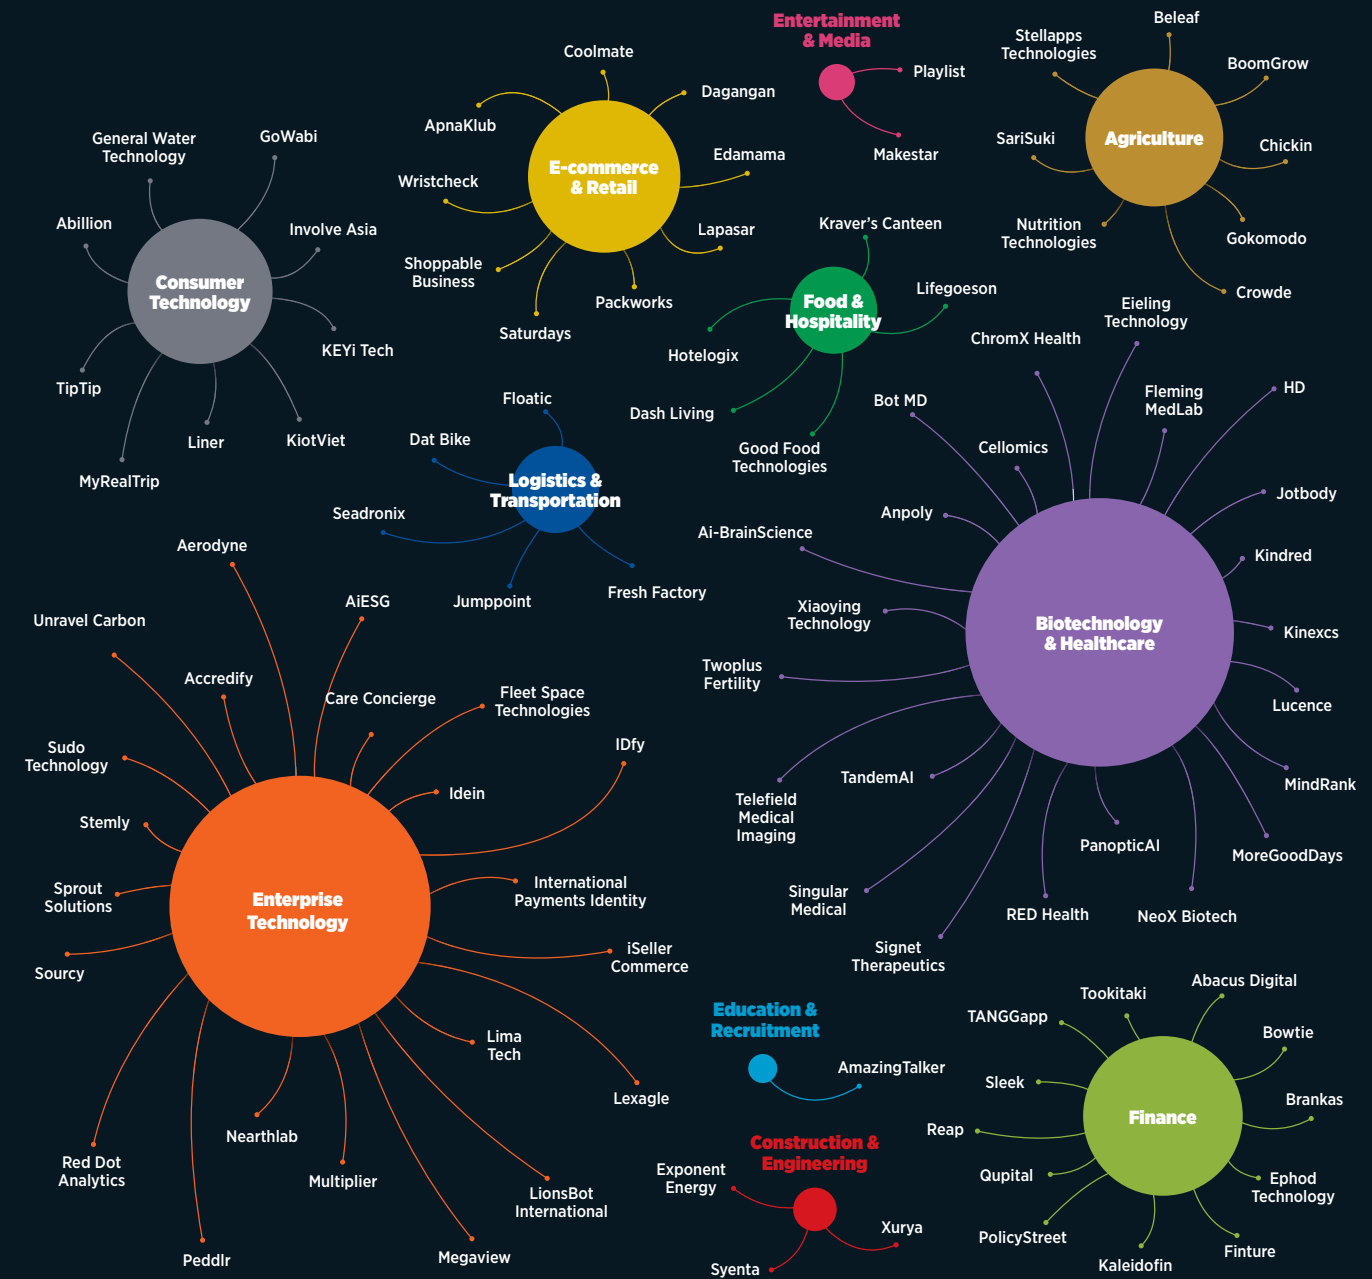 Entertainment
& Media
Playlist
Makestar
Beleaf
Stellapps
Technologies
BoomGrow
SariSuki
Agriculture
Chickin
Nutrition
Technologies
Gokomodo
Crowde
Coolmate
Dagangan
ApnaKlub
Edamama
E-commerce
& Retail
Wristcheck
Lapasar
Shoppable
Business
Packworks
Saturdays
General Water
Technology
GoWabi
Abillion
Involve Asia
Consumer
Technology
KEYi Tech
TipTip
Liner
KiotViet
MyRealTrip
Kraver's Canteen
Lifegoeson
Food &
Hospitality
Hotelogix
Dash Living
Good Food
Technologies
Floatic
Dat Bike
Logistics &
Transportation
Seadronix
Jumppoint
Fresh Factory
Eieling
Technology
ChromX Health
Fleming
MedLab
HD
Bot MD
Cellomics
Jotbody
Anpoly
Ai-BrainScience
Kindred
Xiaoying
Technology
Biotechnology
& Healthcare
Kinexcs
Twoplus
Fertility
Lucence
TandemAI
MindRank
Telefield
Medical
Imaging
PanopticAI
MoreGoodDays
Singular
Medical
RED Health
NeoX Biotech
Signet
Therapeutics
Aerodyne
AiESG
Unravel Carbon
Accredify
Care Concierge
Fleet Space
Technologies
Sudo
Technology
IDfy
Idein
Stemly
Sprout
Solutions
Enterprise
Technology
International
Payments Identity
Sourcy
iSeller
Commerce
Lima
Tech
Lexagle
Nearthlab
Red Dot
Analytics
Multiplier
LionsBot
International
Peddlr
Megaview
Education &
Recruitment
AmazingTalker
Construction &
Engineering
Exponent
Energy
Xurya
Syenta
Abacus Digital
Tookitaki
TANGGapp
Bowtie
Sleek
Brankas
Reap
Finance
Qupital
Ephod
Technology
PolicyStreet
Finture
Kaleidofin